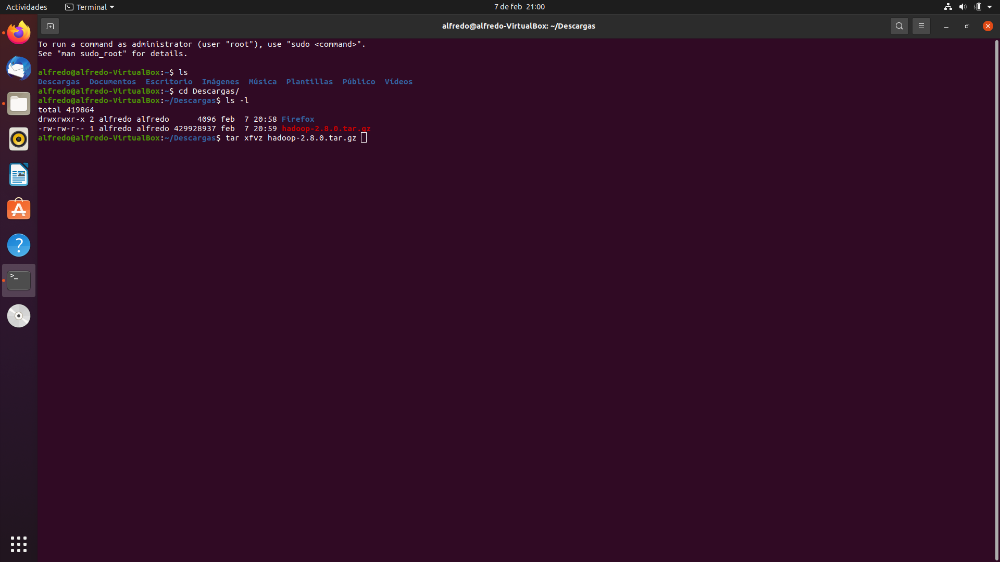 Actividades Terminal 7 de feb 21:00
alfredo@alfredo-VirtualBox: ~/Descargas
To run a command as administrator (user "root"), use "sudo <command>".
See "man sudo_root" for details.
alfredo@alfredo-VirtualBox:~$ ls
Descargas Documentos Escritorio Imágenes Música Plantillas Público Vídeos
alfredo@alfredo-VirtualBox:~$ cd Descargas/
alfredo@alfredo-VirtualBox:~/Descargas$ ls -l
total 419864
drwxrwxr-x 2 alfredo alfredo      4096 feb  7 20:58 Firefox
-rw-rw-r-- 1 alfredo alfredo 429928937 feb  7 20:59 hadoop-2.8.0.tar.gz
alfredo@alfredo-VirtualBox:~/Descargas$ tar xfvz hadoop-2.8.0.tar.gz